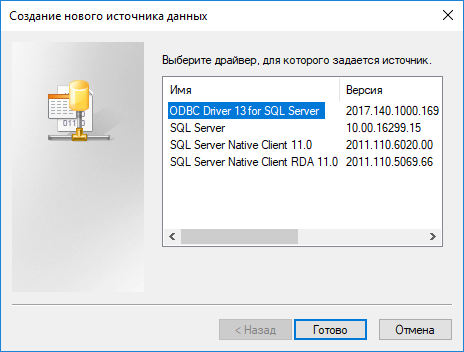 Создание нового источника данных
Выберите драйвер, для которого задается источник.
Имя Версия
ODBC Driver 13 for SQL Server 2017.140.1000.169
SQL Server 10.00.16299.15
SQL Server Native Client 11.0 2011.110.6020.00
SQL Server Native Client RDA 11.0 2011.110.5069.66
< Назад Готово Отмена